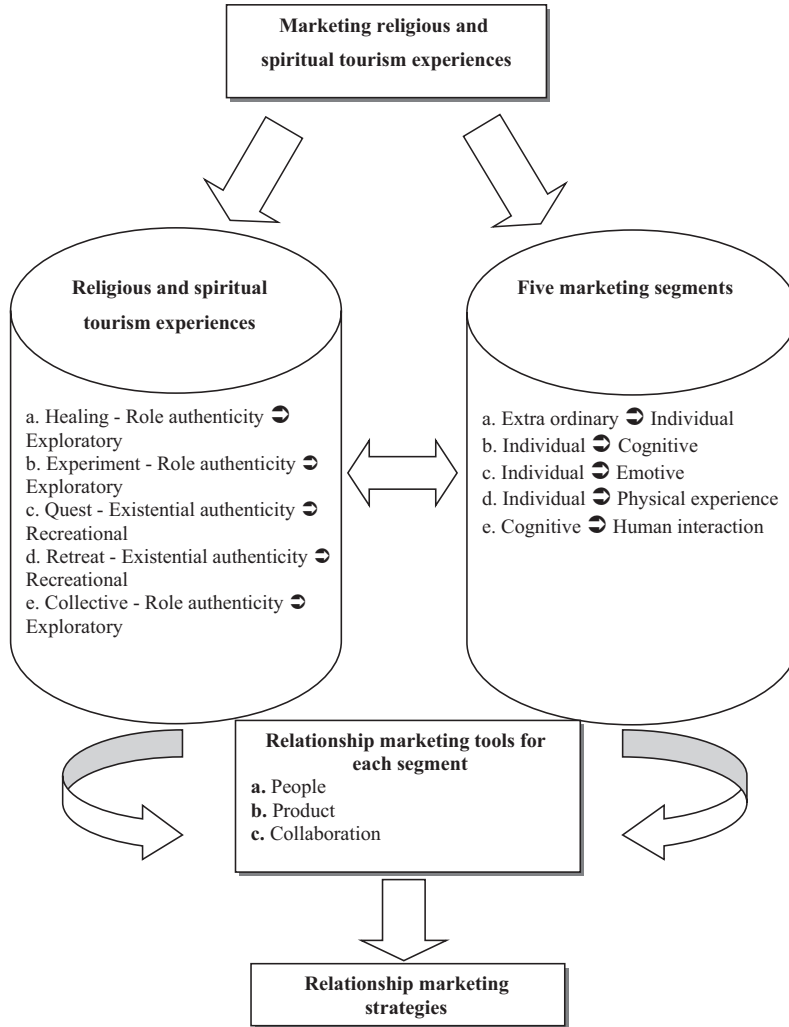 Marketing religious and
spiritual tourism experiences
Religious and spiritual
tourism experiences
a. Healing - Role authenticity ➲
Exploratory
b. Experiment - Role authenticity ➲
Exploratory
c. Quest - Existential authenticity ➲
Recreational
d. Retreat - Existential authenticity ➲
Recreational
e. Collective - Role authenticity ➲
Exploratory
Five marketing segments
a. Extra ordinary ➲ Individual
b. Individual ➲ Cognitive
c. Individual ➲ Emotive
d. Individual ➲ Physical experience
e. Cognitive ➲ Human interaction
Relationship marketing tools for
each segment
a. People
b. Product
c. Collaboration
Relationship marketing
strategies